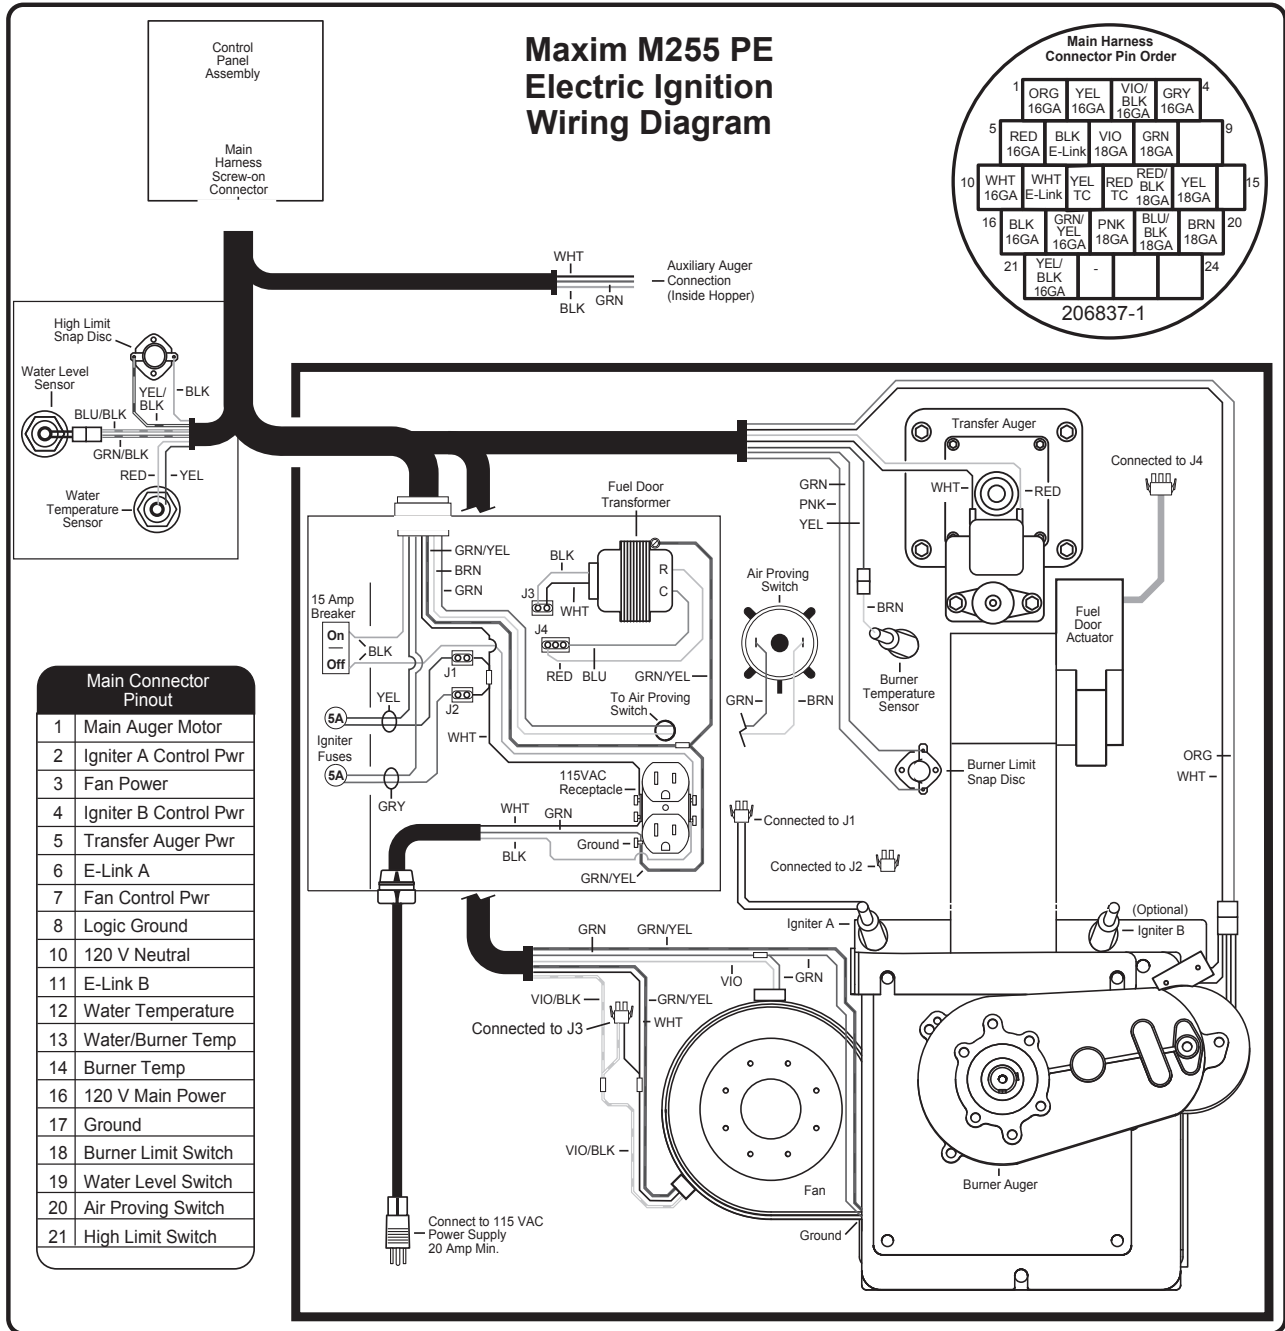 Control
Panel
Assembly
Main
Harness
Screw-on
Connector
Maxim M255 PE
Electric Ignition
Wiring Diagram
Main Harness
Connector Pin Order
1 ORG 16GA YEL 16GA VIO/BLK 16GA GRY 16GA 4
5 RED 16GA BLK E-Link VIO 18GA GRN 18GA 9
10 WHT 16GA WHT E-Link YEL TC RED TC RED/BLK 18GA YEL 18GA 15
16 BLK 16GA GRN/YEL 16GA PNK 18GA BLU/BLK 18GA BRN 18GA 20
21 YEL/BLK 16GA - 24
206837-1
WHT
BLK
GRN
Auxiliary Auger
Connection
(Inside Hopper)
High Limit
Snap Disc
Water Level
Sensor
YEL/
BLK
BLK
BLU/BLK
GRN/BLK
RED
YEL
Water
Temperature
Sensor
Fuel Door
Transformer
GRN/YEL
BRN
GRN
BLK
WHT
R
C
J3
J4
RED
BLU
GRN/YEL
15 Amp
Breaker
On
Off
BLK
J1
J2
YEL
5A
Igniter
Fuses
5A
GRY
WHT
To Air Proving
Switch
115VAC
Receptacle
WHT
GRN
BLK
Ground
GRN/YEL
Air Proving
Switch
GRN
BRN
GRN
PNK
YEL
BRN
Burner
Temperature
Sensor
Burner Limit
Snap Disc
Transfer Auger
WHT
RED
Connected to J4
Fuel
Door
Actuator
ORG
WHT
Connected to J1
Connected to J2
Igniter A
(Optional)
Igniter B
GRN
GRN/YEL
VIO
GRN
VIO/BLK
GRN/YEL
WHT
Connected to J3
VIO/BLK
Fan
Ground
Burner Auger
Connect to 115 VAC
Power Supply
20 Amp Min.
Main Connector
Pinout
1 Main Auger Motor
2 Igniter A Control Pwr
3 Fan Power
4 Igniter B Control Pwr
5 Transfer Auger Pwr
6 E-Link A
7 Fan Control Pwr
8 Logic Ground
10 120 V Neutral
11 E-Link B
12 Water Temperature
13 Water/Burner Temp
14 Burner Temp
16 120 V Main Power
17 Ground
18 Burner Limit Switch
19 Water Level Switch
20 Air Proving Switch
21 High Limit Switch